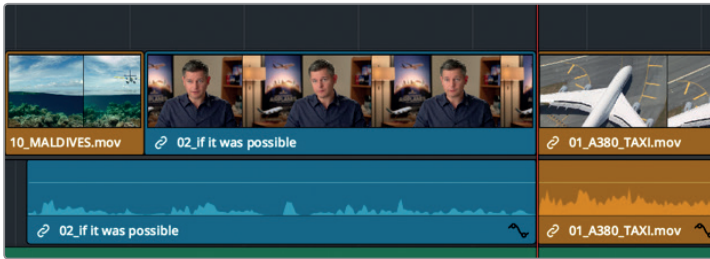 10_MALDIVES.mov
02_if it was possible
01_A380_TAXI.mov
02_if it was possible
01_A380_TAXI.mov